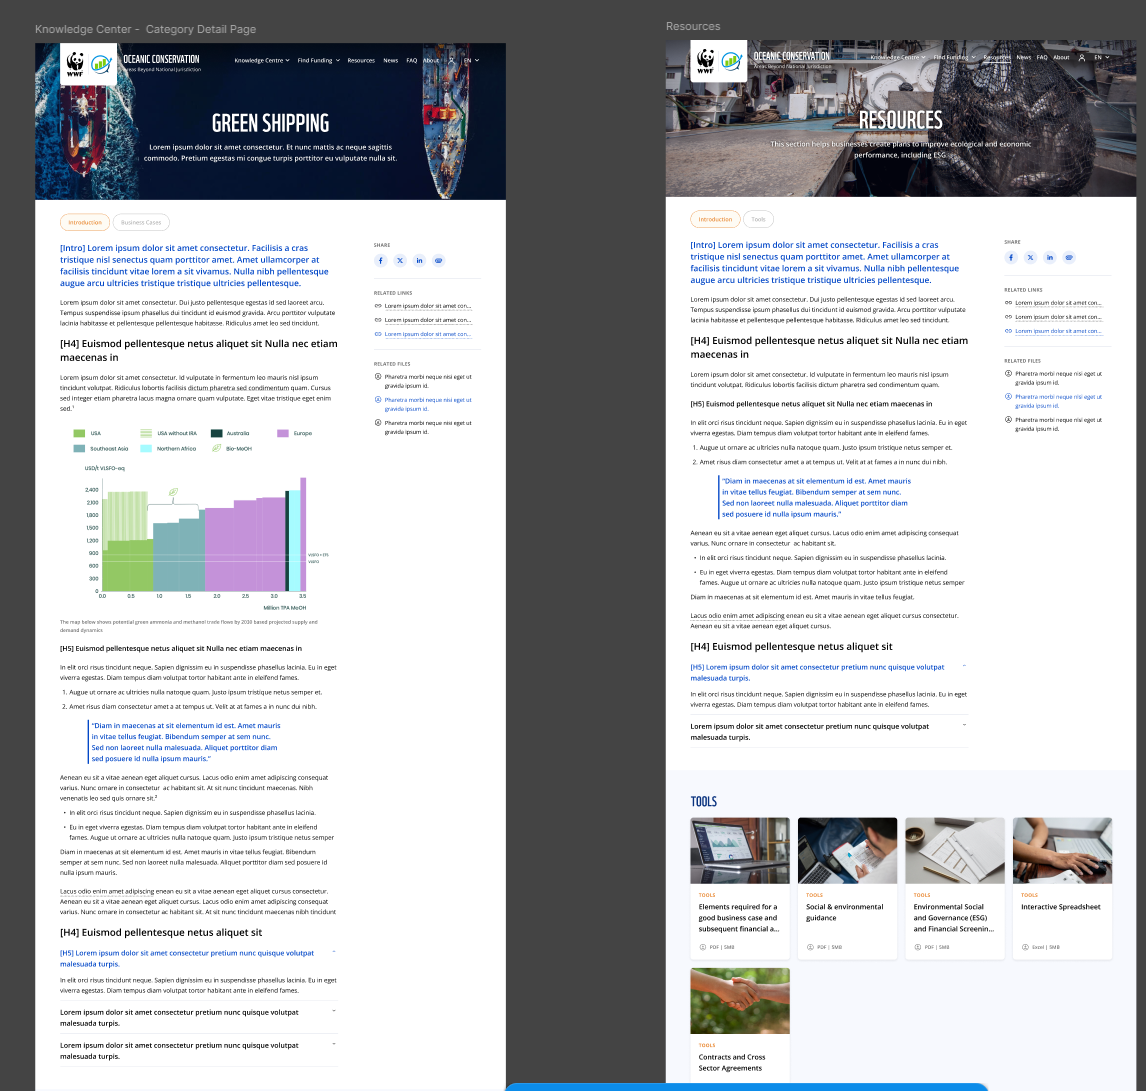 Knowledge Center - Category Detail Page
WWF
OCEANIC CONSERVATION
Areas Beyond National Jurisdiction
Knowledge Centre
Find Funding
Resources
News
FAQ
About
EN
GREEN SHIPPING
Lorem ipsum dolor sit amet consectetur. Et nunc mattis ac neque sagittis
commodo. Pretium egestas mi congue turpis porttitor eu vulputate nulla sit.
Introduction
Business Cases
[Intro] Lorem ipsum dolor sit amet consectetur. Facilisis a cras
tristique nisl senectus quam porttitor amet. Amet ullamcorper at
facilisis tincidunt vitae lorem a sit vivamus. Nulla nibh pellentesque
augue arcu ultricies tristique tristique ultricies pellentesque.
Lorem ipsum dolor sit amet consectetur. Dui justo pellentesque egestas id sed laoreet arcu.
Tempus suspendisse ipsum phasellus dui tincidunt id euismod gravida. Arcu porttitor vulputate
lacinia habitasse et pellentesque pellentesque habitasse. Ridiculus amet leo nisl tincidunt.
[H4] Euismod pellentesque netus aliquet sit Nulla nec etiam
maecenas in
Lorem ipsum dolor sit amet consectetur. Id vulputate in fermentum leo mauris nisl ipsum
tincidunt volutpat. Ridiculus lobortis facilisis dictum pharetra sed condimentum quam. Cursus
sed integer etiam pharetra lacus magna ornare quam vulputate. Eget vitae tristique eget enim
sed.¹
USA
USA without IRA
Australia
Europe
Southeast Asia
Northern Africa
Bio-MeOH
USD/t VLSFO-eq
2,400
2,100
1,800
1,500
1,200
900
600
300
0
VLSFO + ETS
VLSFO
0.0
0.5
1.0
1.5
2.0
2.5
3.0
3.5
Million TPA MeOH
The map below shows potential green ammonia and methanol trade flows by 2030 based projected supply and
demand dynamics
[H5] Euismod pellentesque netus aliquet sit Nulla nec etiam maecenas in
In elit orci risus tincidunt neque. Sapien dignissim eu in suspendisse phasellus lacinia. Eu in eget
viverra egestas. Diam tempus diam volutpat tortor habitant ante in eleifend fames.
1. Augue ut ornare ac ultricies nulla natoque quam. Justo ipsum tristique netus semper et.
2. Amet risus diam consectetur amet a at tempus ut. Velit at at fames a in nunc dui nibh.
"Diam in maecenas at sit elementum id est. Amet mauris
in vitae tellus feugiat. Bibendum semper at sem nunc.
Sed non laoreet nulla malesuada. Aliquet porttitor diam
sed posuere id nulla ipsum mauris."
Aenean eu sit a vitae aenean eget aliquet cursus. Lacus odio enim amet adipiscing consequat
varius. Nunc ornare in consectetur ac habitant sit. At sit nunc tincidunt maecenas. Nibh
venenatis leo sed quis ornare sit.²
• In elit orci risus tincidunt neque. Sapien dignissim eu in suspendisse phasellus lacinia.
• Eu in eget viverra egestas. Diam tempus diam volutpat tortor habitant ante in eleifend
fames. Augue ut ornare ac ultricies nulla natoque quam. Justo ipsum tristique netus semper
Diam in maecenas at sit elementum id est. Amet mauris in vitae tellus feugiat. Bibendum
semper at sem nunc. Sed non laoreet nulla malesuada. Aliquet porttitor diam sed posuere id
nulla ipsum mauris.
Lacus odio enim amet adipiscing enean eu sit a vitae aenean eget aliquet cursus consectetur.
Aenean eu sit a vitae aenean eget aliquet cursus. Lacus odio enim amet adipiscing consequat
varius. Nunc ornare in consectetur ac habitant sit. At sit nunc tincidunt maecenas nibh tincidunt
[H4] Euismod pellentesque netus aliquet sit
[H5] Lorem ipsum dolor sit amet consectetur pretium nunc quisque volutpat
malesuada turpis.
In elit orci risus tincidunt neque. Sapien dignissim eu in suspendisse phasellus lacinia. Eu in eget
viverra egestas. Diam tempus diam volutpat tortor habitant ante in eleifend fames.
Lorem ipsum dolor sit amet consectetur pretium nunc quisque volutpat
malesuada turpis.
Lorem ipsum dolor sit amet consectetur pretium nunc quisque volutpat
malesuada turpis.
SHARE
RELATED LINKS
Lorem ipsum dolor sit amet con...
Lorem ipsum dolor sit amet con...
Lorem ipsum dolor sit amet con...
RELATED FILES
Pharetra morbi neque nisi eget ut
gravida ipsum id.
Pharetra morbi neque nisi eget ut
gravida ipsum id.
Pharetra morbi neque nisi eget ut
gravida ipsum id.
Resources
WWF
OCEANIC CONSERVATION
Areas Beyond National Jurisdiction
Knowledge Centre
Find Funding
Resources
News
FAQ
About
EN
RESOURCES
This section helps businesses create plans to improve ecological and economic
performance, including ESG
Introduction
Tools
[Intro] Lorem ipsum dolor sit amet consectetur. Facilisis a cras
tristique nisl senectus quam porttitor amet. Amet ullamcorper at
facilisis tincidunt vitae lorem a sit vivamus. Nulla nibh pellentesque
augue arcu ultricies tristique tristique ultricies pellentesque.
Lorem ipsum dolor sit amet consectetur. Dui justo pellentesque egestas id sed laoreet arcu.
Tempus suspendisse ipsum phasellus dui tincidunt id euismod gravida. Arcu porttitor vulputate
lacinia habitasse et pellentesque pellentesque habitasse. Ridiculus amet leo nisl tincidunt.
[H4] Euismod pellentesque netus aliquet sit Nulla nec etiam
maecenas in
Lorem ipsum dolor sit amet consectetur. Id vulputate in fermentum leo mauris nisl ipsum
tincidunt volutpat. Ridiculus lobortis facilisis dictum pharetra sed condimentum quam.
[H5] Euismod pellentesque netus aliquet sit Nulla nec etiam maecenas in
In elit orci risus tincidunt neque. Sapien dignissim eu in suspendisse phasellus lacinia. Eu in eget
viverra egestas. Diam tempus diam volutpat tortor habitant ante in eleifend fames.
1. Augue ut ornare ac ultricies nulla natoque quam. Justo ipsum tristique netus semper et.
2. Amet risus diam consectetur amet a at tempus ut. Velit at at fames a in nunc dui nibh.
"Diam in maecenas at sit elementum id est. Amet mauris
in vitae tellus feugiat. Bibendum semper at sem nunc.
Sed non laoreet nulla malesuada. Aliquet porttitor diam
sed posuere id nulla ipsum mauris."
Aenean eu sit a vitae aenean eget aliquet cursus. Lacus odio enim amet adipiscing consequat
varius. Nunc ornare in consectetur ac habitant sit.
• In elit orci risus tincidunt neque. Sapien dignissim eu in suspendisse phasellus lacinia.
• Eu in eget viverra egestas. Diam tempus diam volutpat tortor habitant ante in eleifend
fames. Augue ut ornare ac ultricies nulla natoque quam. Justo ipsum tristique netus semper
Diam in maecenas at sit elementum id est. Amet mauris in vitae tellus feugiat.
Lacus odio enim amet adipiscing enean eu sit a vitae aenean eget aliquet cursus consectetur.
Aenean eu sit a vitae aenean eget aliquet cursus.
[H4] Euismod pellentesque netus aliquet sit
[H5] Lorem ipsum dolor sit amet consectetur pretium nunc quisque volutpat
malesuada turpis.
In elit orci risus tincidunt neque. Sapien dignissim eu in suspendisse phasellus lacinia. Eu in eget
viverra egestas. Diam tempus diam volutpat tortor habitant ante in eleifend fames.
Lorem ipsum dolor sit amet consectetur pretium nunc quisque volutpat
malesuada turpis.
SHARE
RELATED LINKS
Lorem ipsum dolor sit amet con...
Lorem ipsum dolor sit amet con...
Lorem ipsum dolor sit amet con...
RELATED FILES
Pharetra morbi neque nisi eget ut
gravida ipsum id.
Pharetra morbi neque nisi eget ut
gravida ipsum id.
Pharetra morbi neque nisi eget ut
gravida ipsum id.
TOOLS
TOOLS
Elements required for a
good business case and
subsequent financial a...
PDF | 5MB
TOOLS
Social & environmental
guidance
PDF | 5MB
TOOLS
Environmental Social
and Governance (ESG)
and Financial Screenin...
PDF | 5MB
TOOLS
Interactive Spreadsheet
Excel | 5MB
TOOLS
Contracts and Cross
Sector Agreements